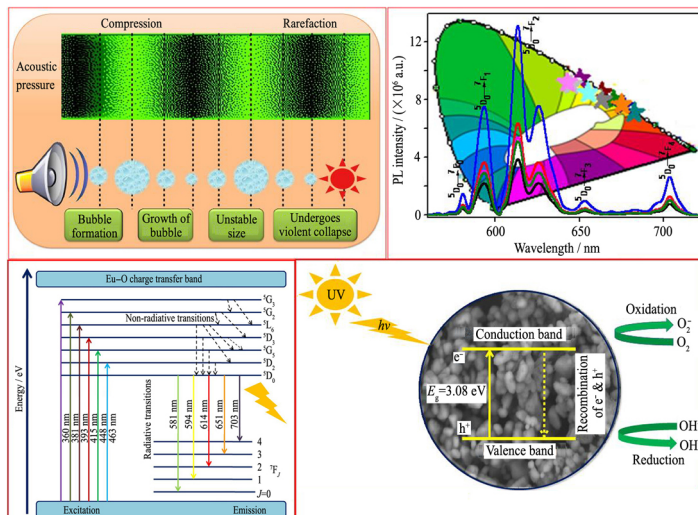 Compression
Rarefaction
Acoustic
pressure
Bubble
formation
Growth of
bubble
Unstable
size
Undergoes
violent collapse
PL intensity / (×10⁶ a.u.)
16
12
8
4
0
600
650
700
Wavelength / nm
⁵D₀→⁷F₁
⁵D₀→⁷F₂
⁵D₀→⁷F₃
⁵D₀→⁷F₄
Energy / eV
Eu–O charge transfer band
⁵G₃
⁵G₂
⁵L₆
⁵D₃
⁵G₅
⁵D₂
⁵D₀
Non-radiative transitions
360 nm
381 nm
393 nm
415 nm
448 nm
463 nm
Radiative transitions
581 nm
594 nm
614 nm
651 nm
703 nm
4
3
2 ⁷F_J
1
J=0
Excitation
Emission
UV
hv
Conduction band
e⁻
E_g=3.08 eV
h⁺
Valence band
Recombination
of e⁻ & h⁺
Oxidation
O₂⁻
O₂
OH
OH
Reduction